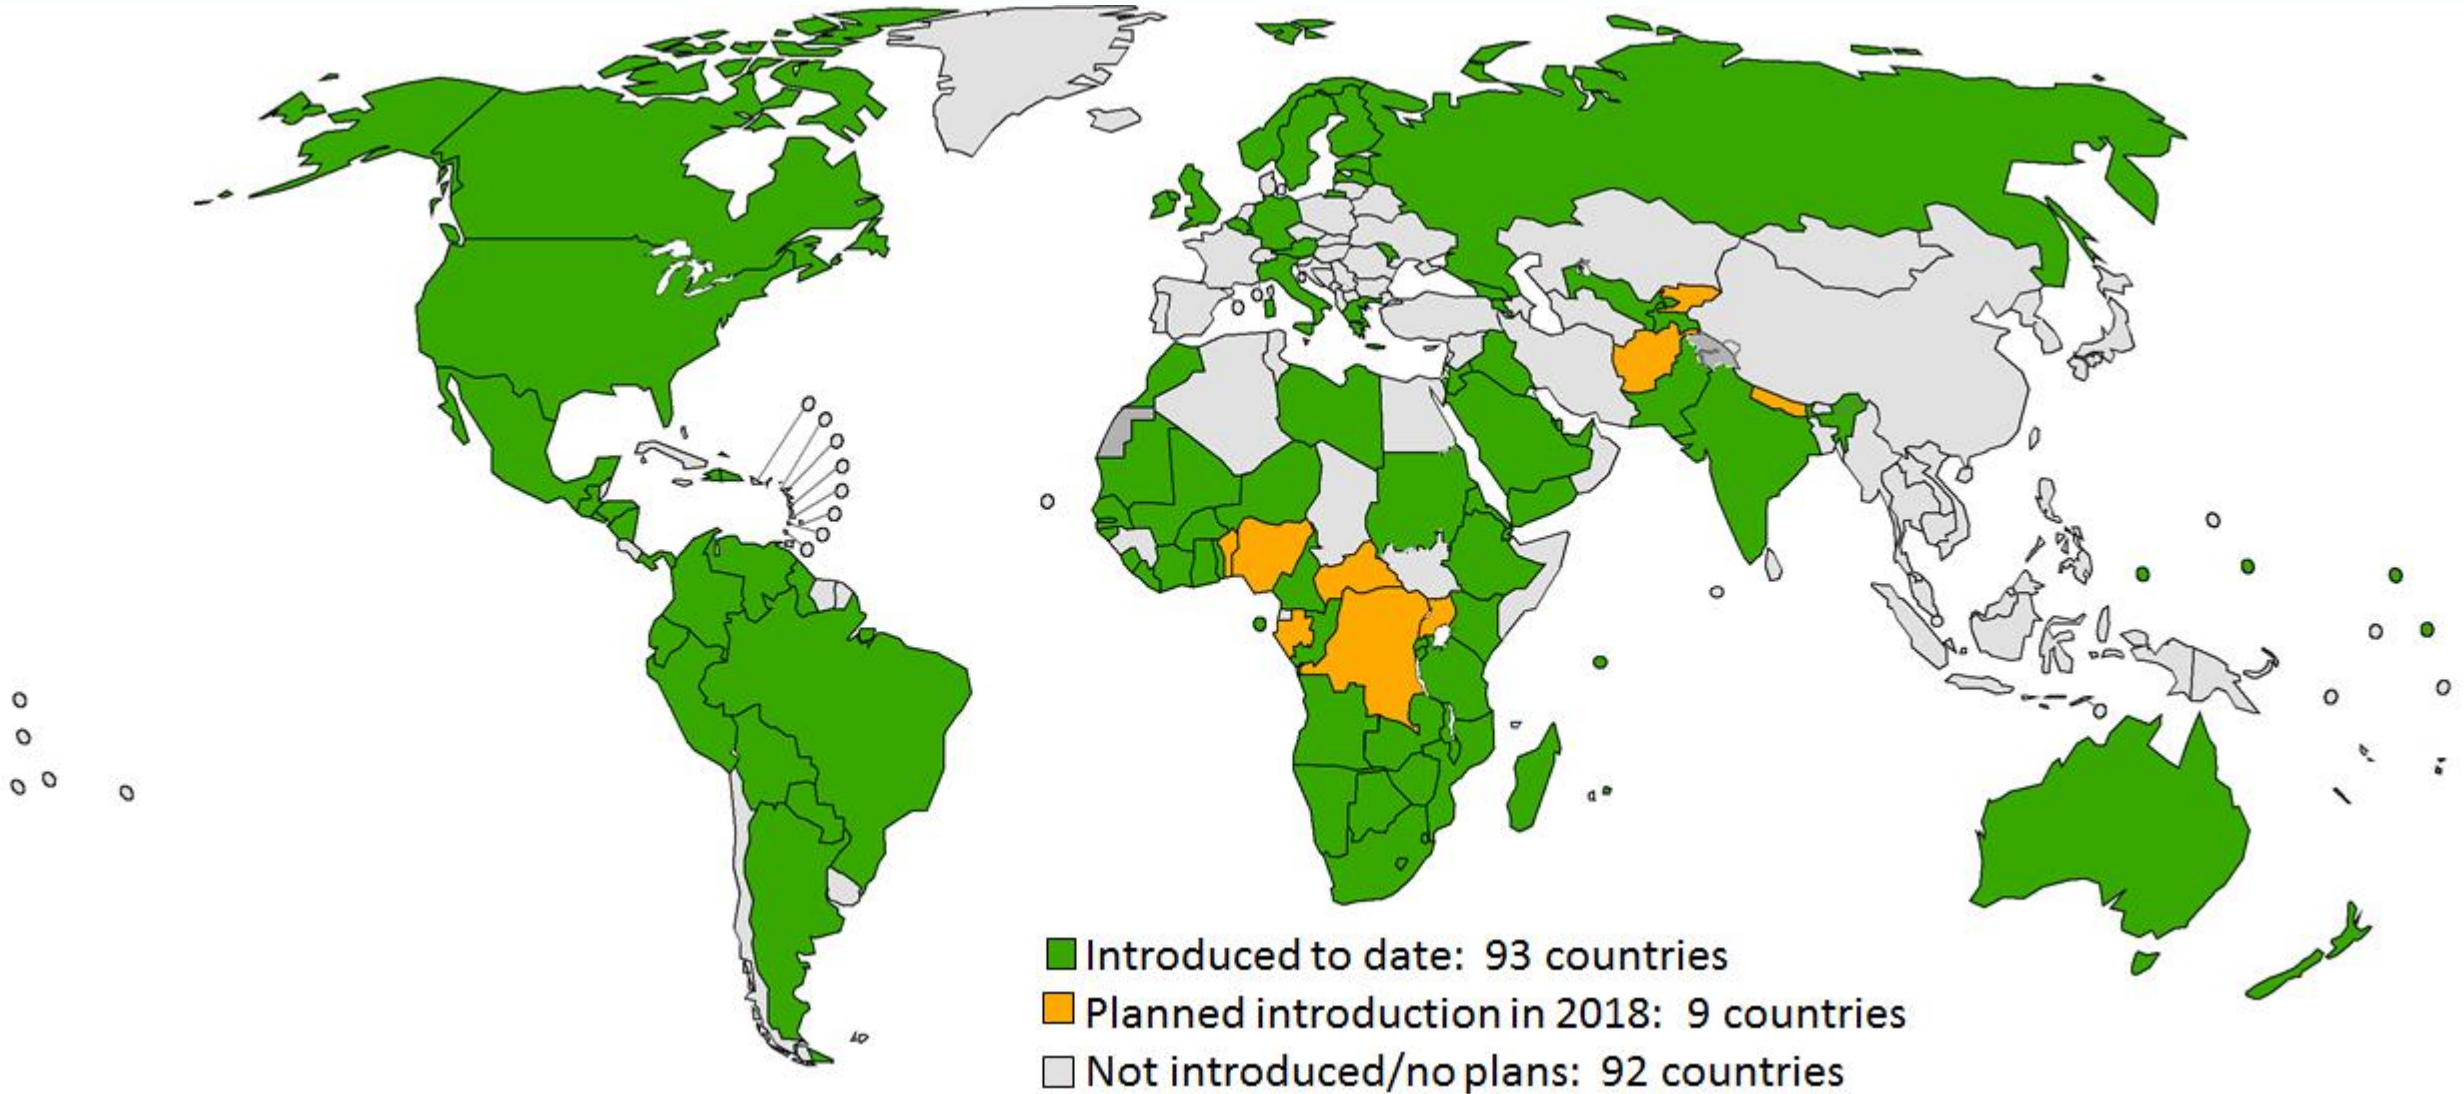 Introduced to date: 93 countries
Planned introduction in 2018: 9 countries
Not introduced/no plans: 92 countries